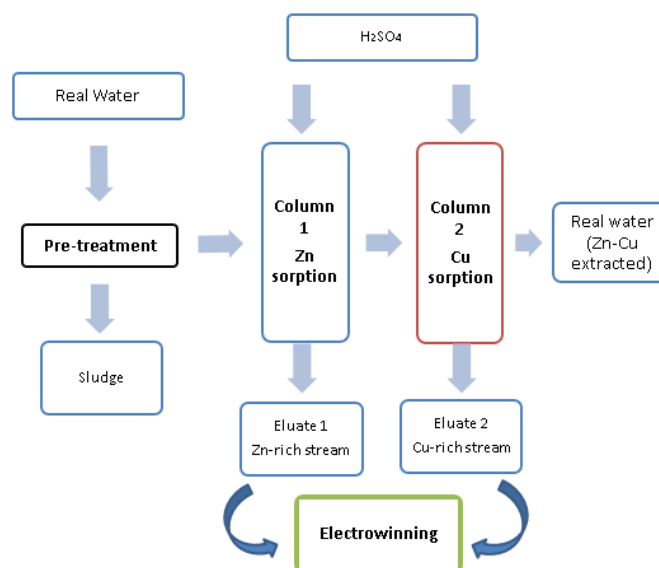 H₂SO₄
Real Water
Pre-treatment
Sludge
Column
1
Zn
sorption
Column
2
Cu
sorption
Real water
(Zn-Cu
extracted)
Eluate 1
Zn-rich stream
Eluate 2
Cu-rich stream
Electrowinning